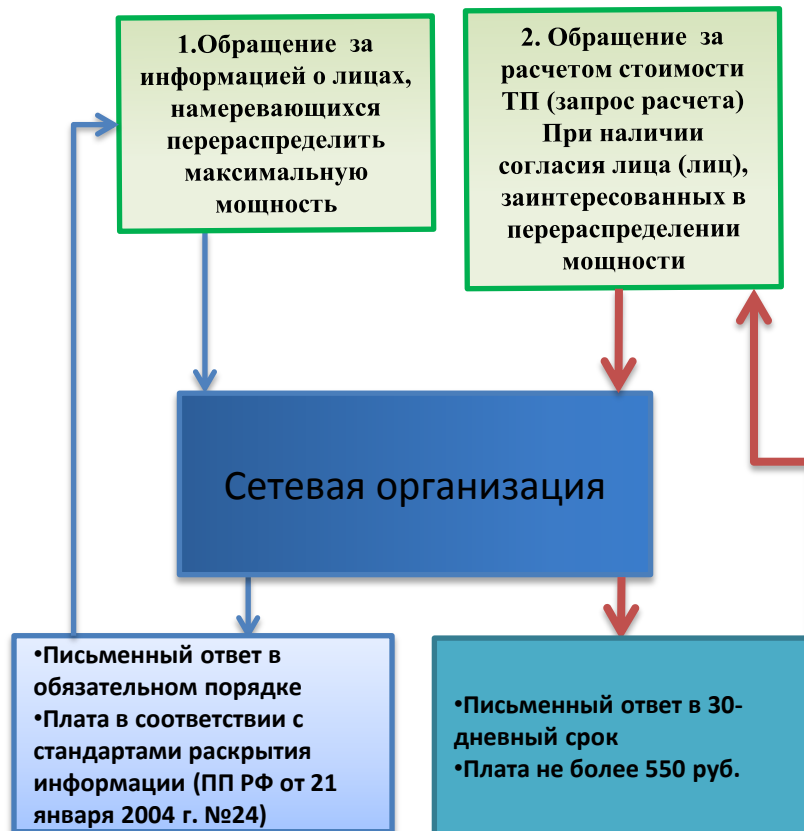 1.Обращение за
информацией о лицах,
намеревающихся
перераспределить
максимальную
мощность
2. Обращение за
расчетом стоимости
ТП (запрос расчета)
При наличии
согласия лица (лиц),
заинтересованных в
перераспределении
мощности
Сетевая организация
•Письменный ответ в
обязательном порядке
•Плата в соответствии с
стандартами раскрытия
информации (ПП РФ от 21
января 2004 г. №24)
•Письменный ответ в 30-
дневный срок
•Плата не более 550 руб.